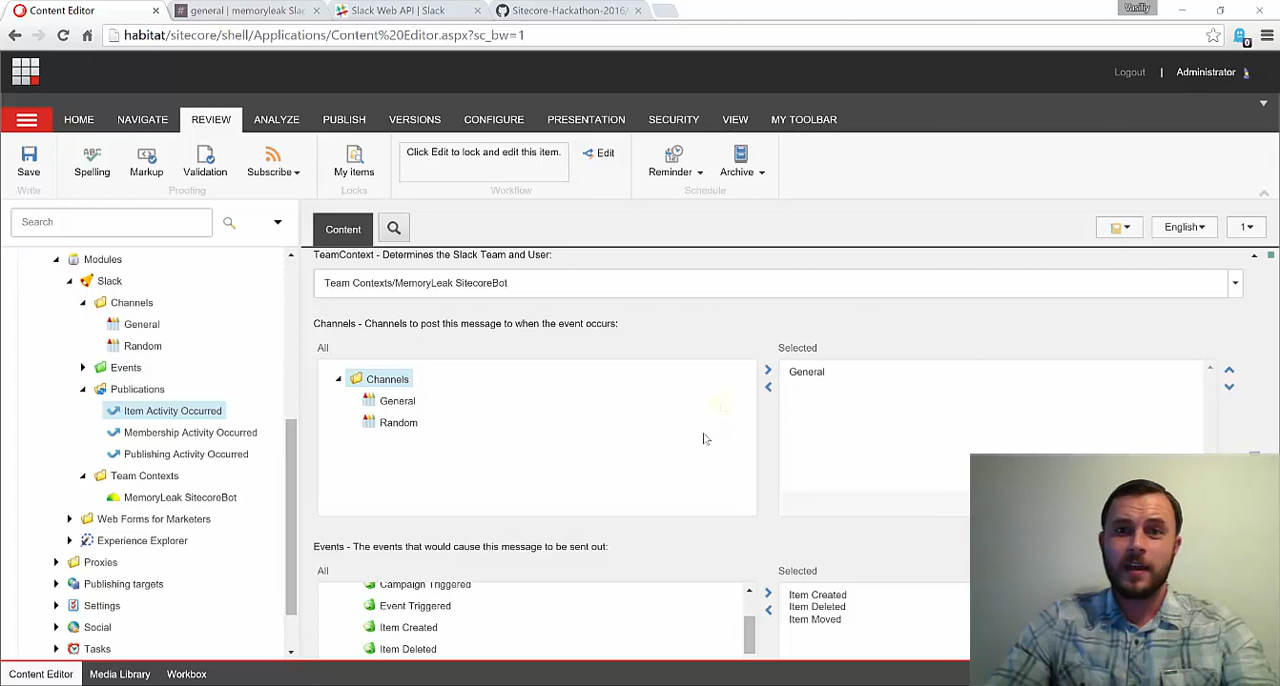 Content Editor
general | memoryleak Slac
Slack Web API | Slack
Sitecore-Hackathon-2016/
Vasiliy
habitat/sitecore/shell/Applications/Content%20Editor.aspx?sc_bw=1
0
Logout | Administrator
HOME NAVIGATE REVIEW ANALYZE PUBLISH VERSIONS CONFIGURE PRESENTATION SECURITY VIEW MY TOOLBAR
ABC
Click Edit to lock and edit this item.
Edit
Save Spelling Markup Validation Subscribe My items Reminder Archive
Write Proofing Locks Workflow Schedule
Search
Content
English
1
Modules
Slack
Channels
General
Random
Events
Publications
Item Activity Occurred
Membership Activity Occurred
Publishing Activity Occurred
Team Contexts
MemoryLeak SitecoreBot
Web Forms for Marketers
Experience Explorer
Proxies
Publishing targets
Settings
Social
Tasks
TeamContext - Determines the Slack Team and User:
Team Contexts/MemoryLeak SitecoreBot
Channels - Channels to post this message to when the event occurs:
All
Channels
General
Random
Selected
General
Events - The events that would cause this message to be sent out:
All
Campaign Triggered
Event Triggered
Item Created
Item Deleted
Selected
Item Created
Item Deleted
Item Moved
Content Editor Media Library Workbox